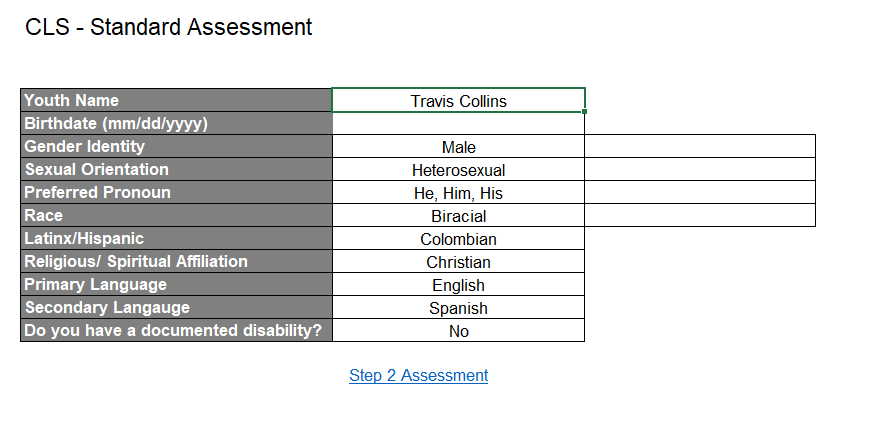 CLS - Standard Assessment
Youth Name Travis Collins
Birthdate (mm/dd/yyyy)
Gender Identity Male
Sexual Orientation Heterosexual
Preferred Pronoun He, Him, His
Race Biracial
Latinx/Hispanic Colombian
Religious/ Spiritual Affiliation Christian
Primary Language English
Secondary Langauge Spanish
Do you have a documented disability? No
Step 2 Assessment